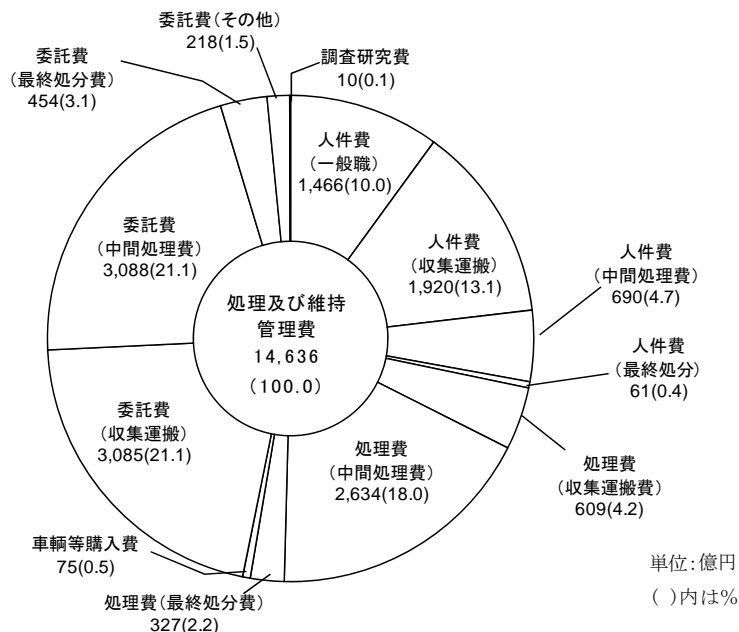 委託費(その他)
218(1.5)
調査研究費
10(0.1)
委託費
(最終処分費)
454(3.1)
人件費
(一般職)
1,466(10.0)
委託費
(中間処理費)
3,088(21.1)
人件費
(収集運搬)
1,920(13.1)
人件費
(中間処理費)
690(4.7)
処理及び維持
管理費
14,636
(100.0)
人件費
(最終処分)
61(0.4)
委託費
(収集運搬)
3,085(21.1)
処理費
(中間処理費)
2,634(18.0)
処理費
(収集運搬費)
609(4.2)
車輌等購入費
75(0.5)
処理費(最終処分費)
327(2.2)
単位:億円
( )内は%